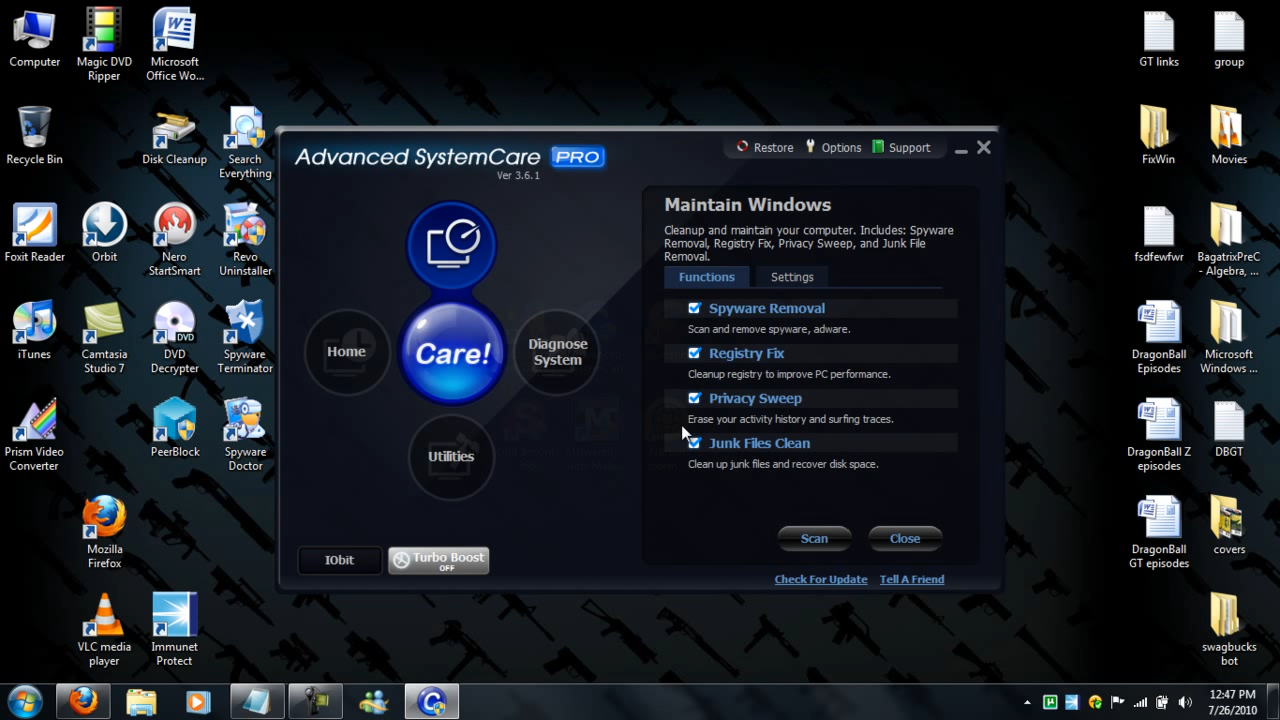 Computer
Magic DVD
Ripper
Microsoft
Office Wo...
Recycle Bin
Disk Cleanup
Search
Everything
Foxit Reader
Orbit
Nero
StartSmart
Revo
Uninstaller
iTunes
Camtasia
Studio 7
DVD
DVD
Decrypter
Spyware
Terminator
Prism Video
Converter
PeerBlock
Spyware
Doctor
Mozilla
Firefox
VLC media
player
Immunet
Protect
Advanced SystemCare PRO
Ver 3.6.1
Restore
Options
Support
Home
Care!
Diagnose
System
Utilities
IObit
Turbo Boost
OFF
Maintain Windows
Cleanup and maintain your computer. Includes: Spyware
Removal, Registry Fix, Privacy Sweep, and Junk File
Removal.
Functions
Settings
Spyware Removal
Scan and remove spyware, adware.
Registry Fix
Cleanup registry to improve PC performance.
Privacy Sweep
Erase your activity history and surfing traces.
Junk Files Clean
Clean up junk files and recover disk space.
Scan
Close
Check For Update
Tell A Friend
GT links
group
FixWin
Movies
fsdfewfwr
BagatrixPreC
- Algebra, ...
DragonBall
Episodes
Microsoft
Windows ...
DragonBall Z
episodes
DBGT
DragonBall
GT episodes
covers
swagbucks
bot
12:47 PM
7/26/2010